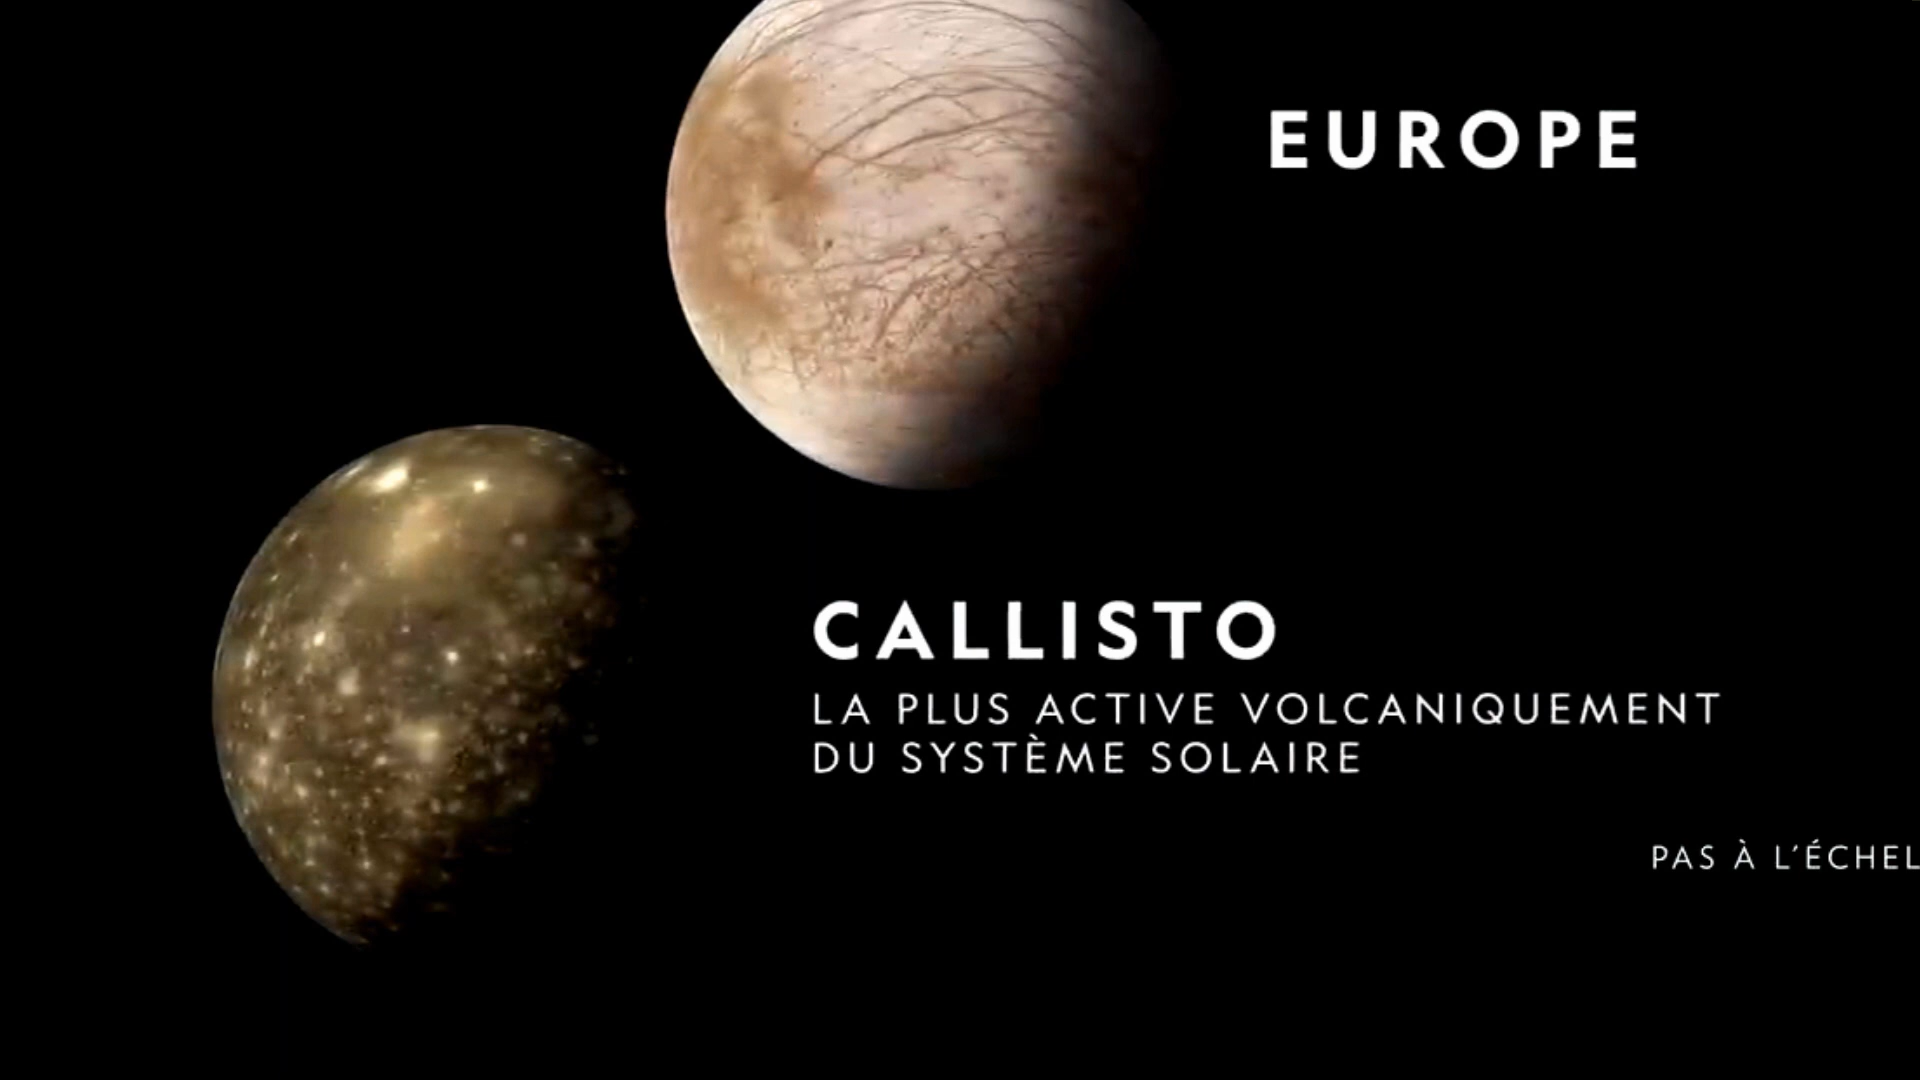 EUROPE
CALLISTO
LA PLUS ACTIVE VOLCANIQUEMENT
DU SYSTÈME SOLAIRE
PAS À L'ÉCHEL